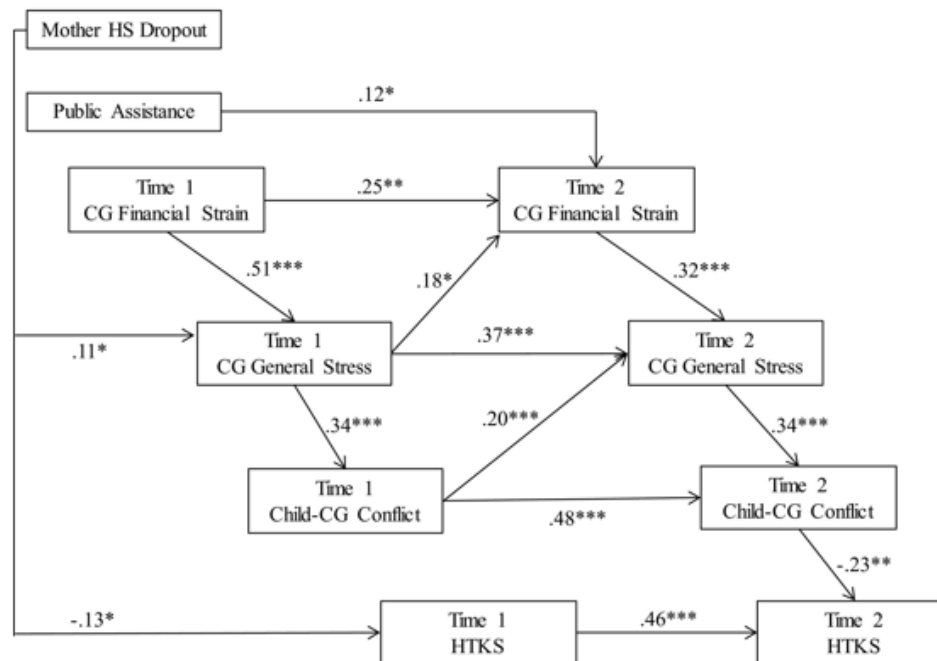 Mother HS Dropout
.12*
Public Assistance
Time 1
CG Financial Strain
.25**
Time 2
CG Financial Strain
.51***
.18*
.32***
.11*
Time 1
CG General Stress
.37***
Time 2
CG General Stress
.34***
.20***
.34***
Time 1
Child-CG Conflict
.48***
Time 2
Child-CG Conflict
-.23**
-.13*
Time 1
HTKS
.46***
Time 2
HTKS